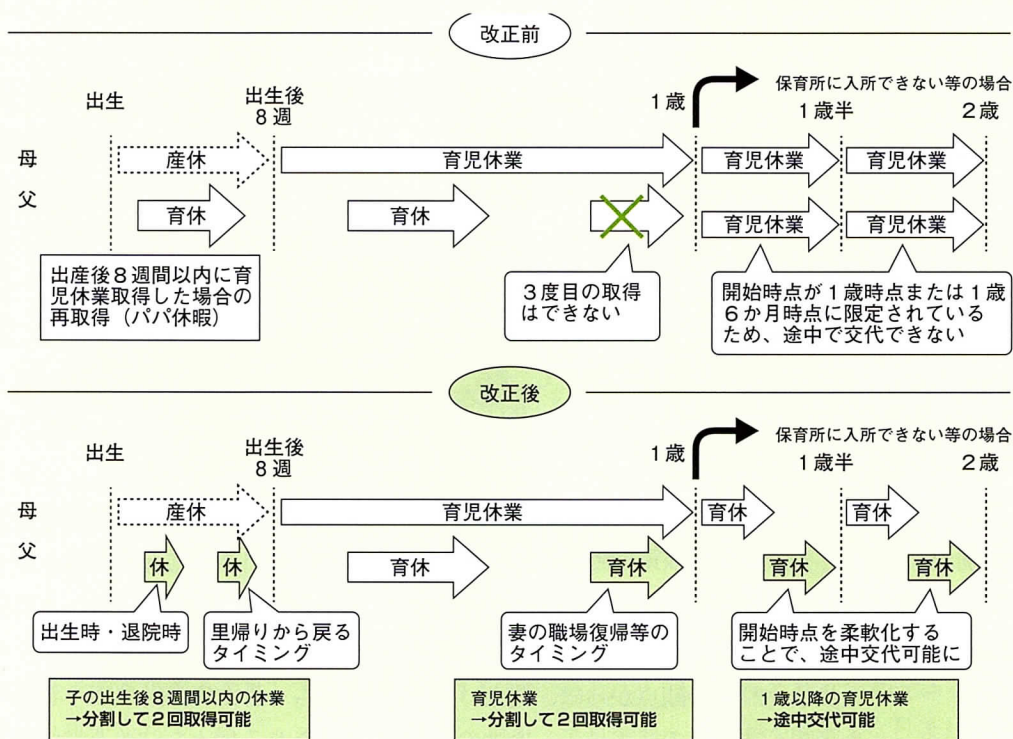 改正前
保育所に入所できない等の場合
出生
出生後
8週
1歳
1歳半
2歳
母
産休
育児休業
育児休業
育児休業
父
育休
育休
育児休業
育児休業
出産後8週間以内に育
児休業取得した場合の
再取得（パパ休暇）
3度目の取得
はできない
開始時点が1歳時点または1歳
6か月時点に限定されている
ため、途中で交代できない
改正後
保育所に入所できない等の場合
出生
出生後
8週
1歳
1歳半
2歳
母
産休
育児休業
育休
育休
父
休
休
育休
育休
育休
育休
出生時・退院時
里帰りから戻る
タイミング
妻の職場復帰等の
タイミング
開始時点を柔軟化する
ことで、途中交代可能に
子の出生後8週間以内の休業
→分割して2回取得可能
育児休業
→分割して2回取得可能
1歳以降の育児休業
→途中交代可能